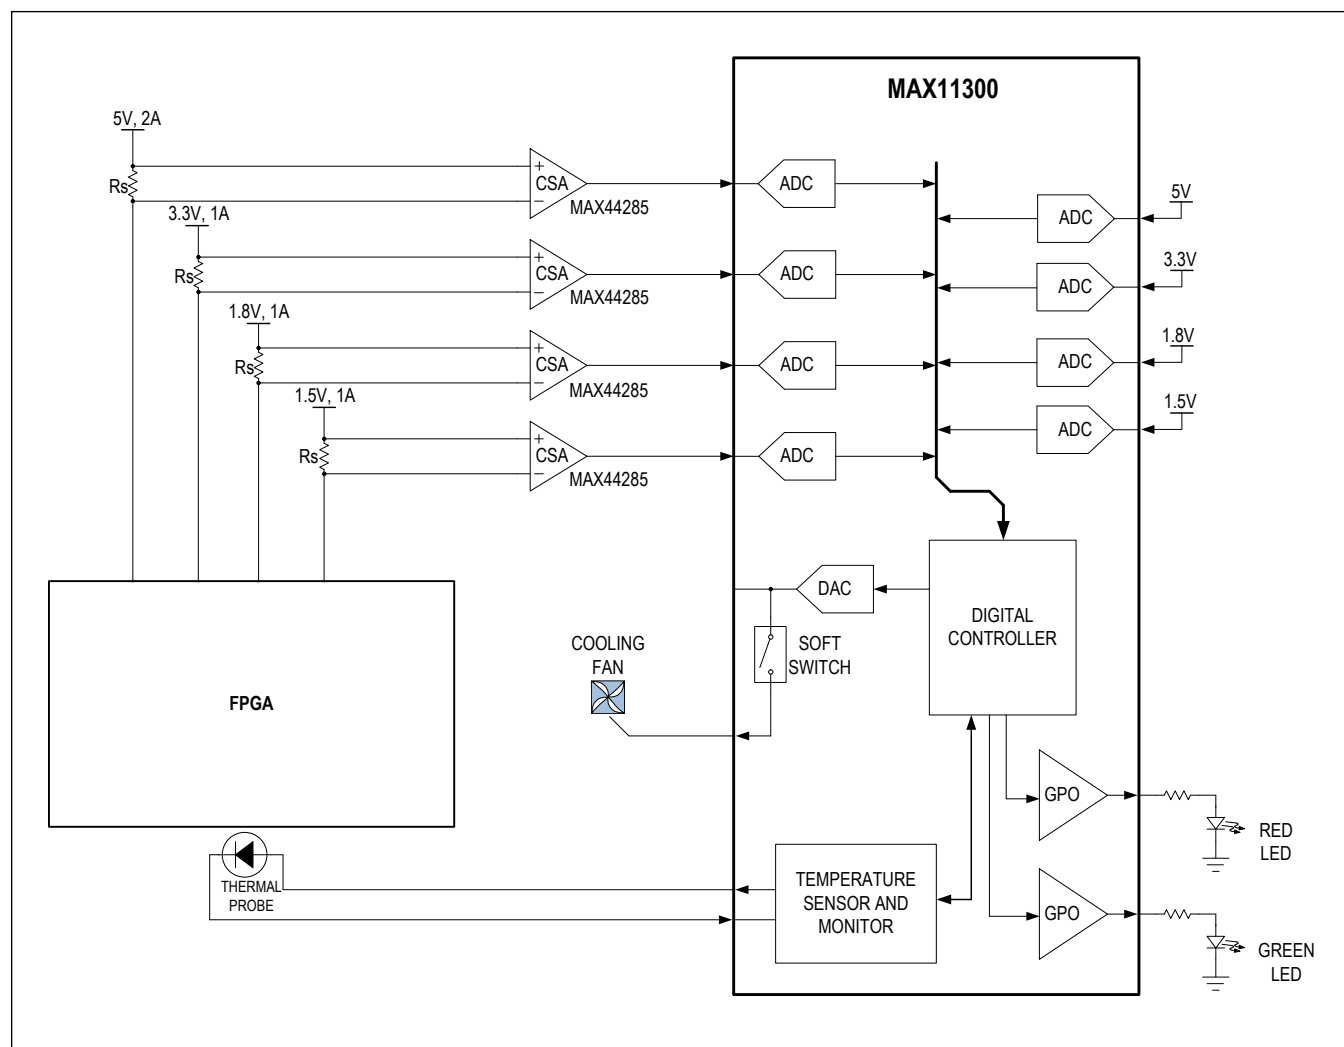 MAX11300
5V, 2A
Rs
+
CSA
−
MAX44285
ADC
ADC
5V
3.3V, 1A
Rs
+
CSA
−
MAX44285
ADC
ADC
3.3V
1.8V, 1A
Rs
+
CSA
−
MAX44285
ADC
ADC
1.8V
1.5V, 1A
Rs
+
CSA
−
MAX44285
ADC
ADC
1.5V
DAC
DIGITAL
CONTROLLER
SOFT
SWITCH
COOLING
FAN
FPGA
GPO
RED
LED
THERMAL
PROBE
TEMPERATURE
SENSOR AND
MONITOR
GPO
GREEN
LED